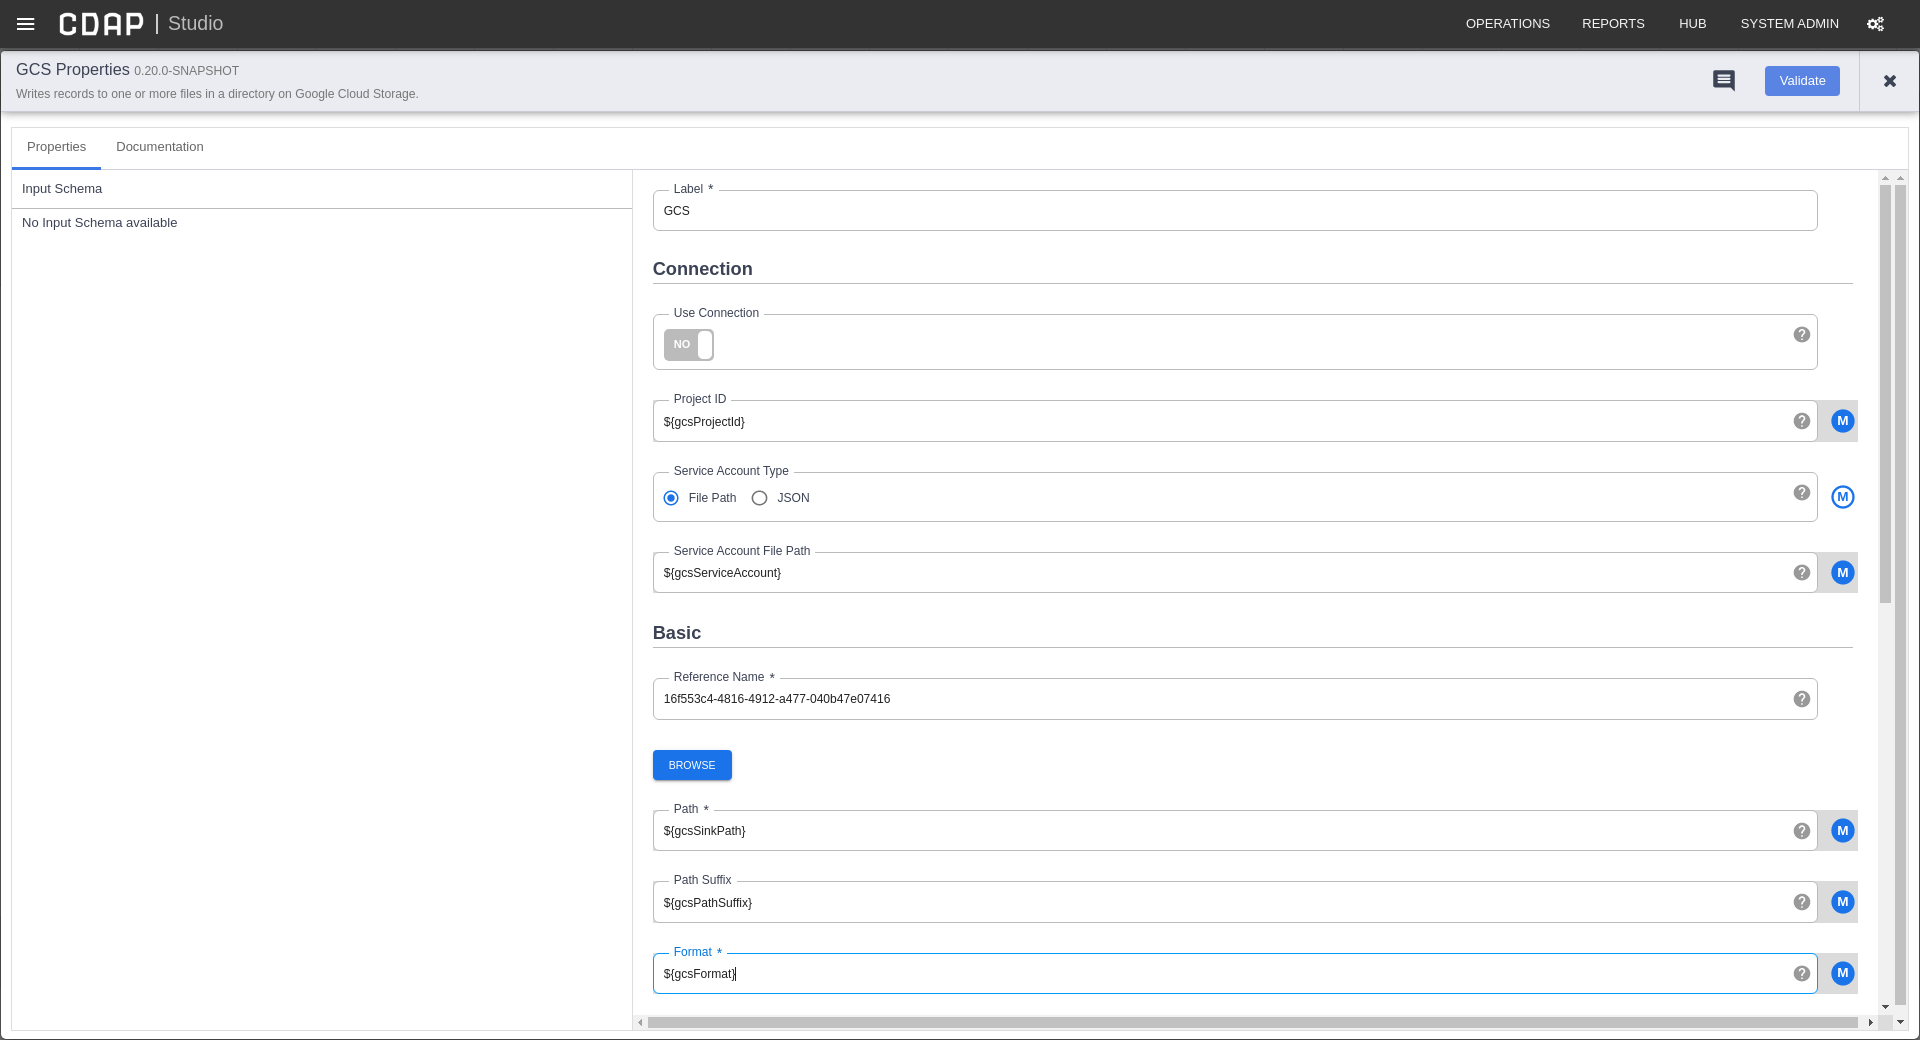 CDAP | Studio
OPERATIONS REPORTS HUB SYSTEM ADMIN
GCS Properties 0.20.0-SNAPSHOT
Writes records to one or more files in a directory on Google Cloud Storage.
Validate
Properties Documentation
Input Schema
No Input Schema available
Label *
GCS
Connection
Use Connection
NO
Project ID
${gcsProjectId}
M
Service Account Type
File Path JSON
M
Service Account File Path
${gcsServiceAccount}
M
Basic
Reference Name *
16f553c4-4816-4912-a477-040b47e07416
BROWSE
Path *
${gcsSinkPath}
M
Path Suffix
${gcsPathSuffix}
M
Format *
${gcsFormat}
M